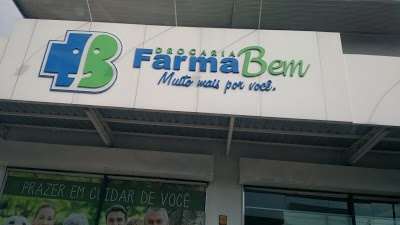 DROGARIA
FarmaBem
Muito mais por você.
PRAZER EM CUIDAR DE VOCÊ